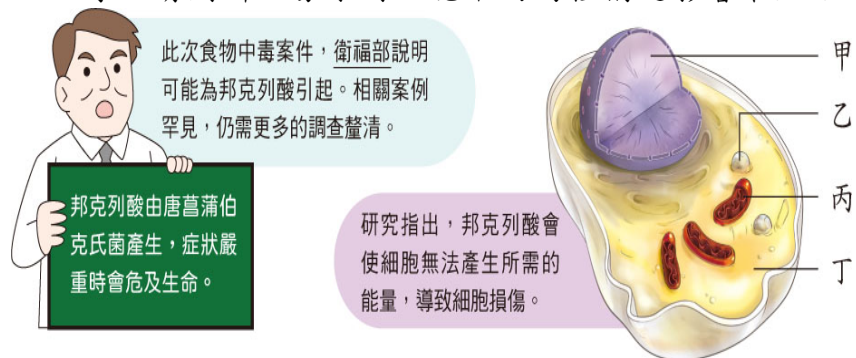 此次食物中毒案件，衛福部說明
可能為邦克列酸引起。相關案例
罕見，仍需更多的調查釐清。
邦克列酸由唐菖蒲伯
克氏菌產生，症狀嚴
重時會危及生命。
研究指出，邦克列酸會
使細胞無法產生所需的
能量，導致細胞損傷。
甲
乙
丙
丁